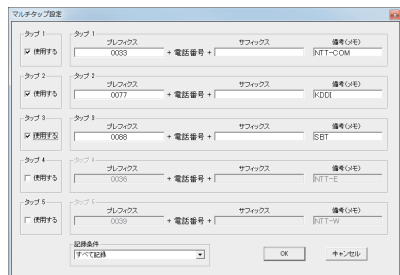 マルチタップ設定
タップ 1 タップ 1
プレフィクス サフィックス 備考(メモ)
使用する 0033 + 電話番号 + NTT-COM
タップ 2 タップ 2
プレフィクス サフィックス 備考(メモ)
使用する 0077 + 電話番号 + KDDI
タップ 3 タップ 3
プレフィクス サフィックス 備考(メモ)
使用する 0088 + 電話番号 + SBT
タップ 4 タップ 4
プレフィクス サフィックス 備考(メモ)
使用する 0036 + 電話番号 + NTT-E
タップ 5 タップ 5
プレフィクス サフィックス 備考(メモ)
使用する 0039 + 電話番号 + NTT-W
記録条件
すべて記録 OK キャンセル